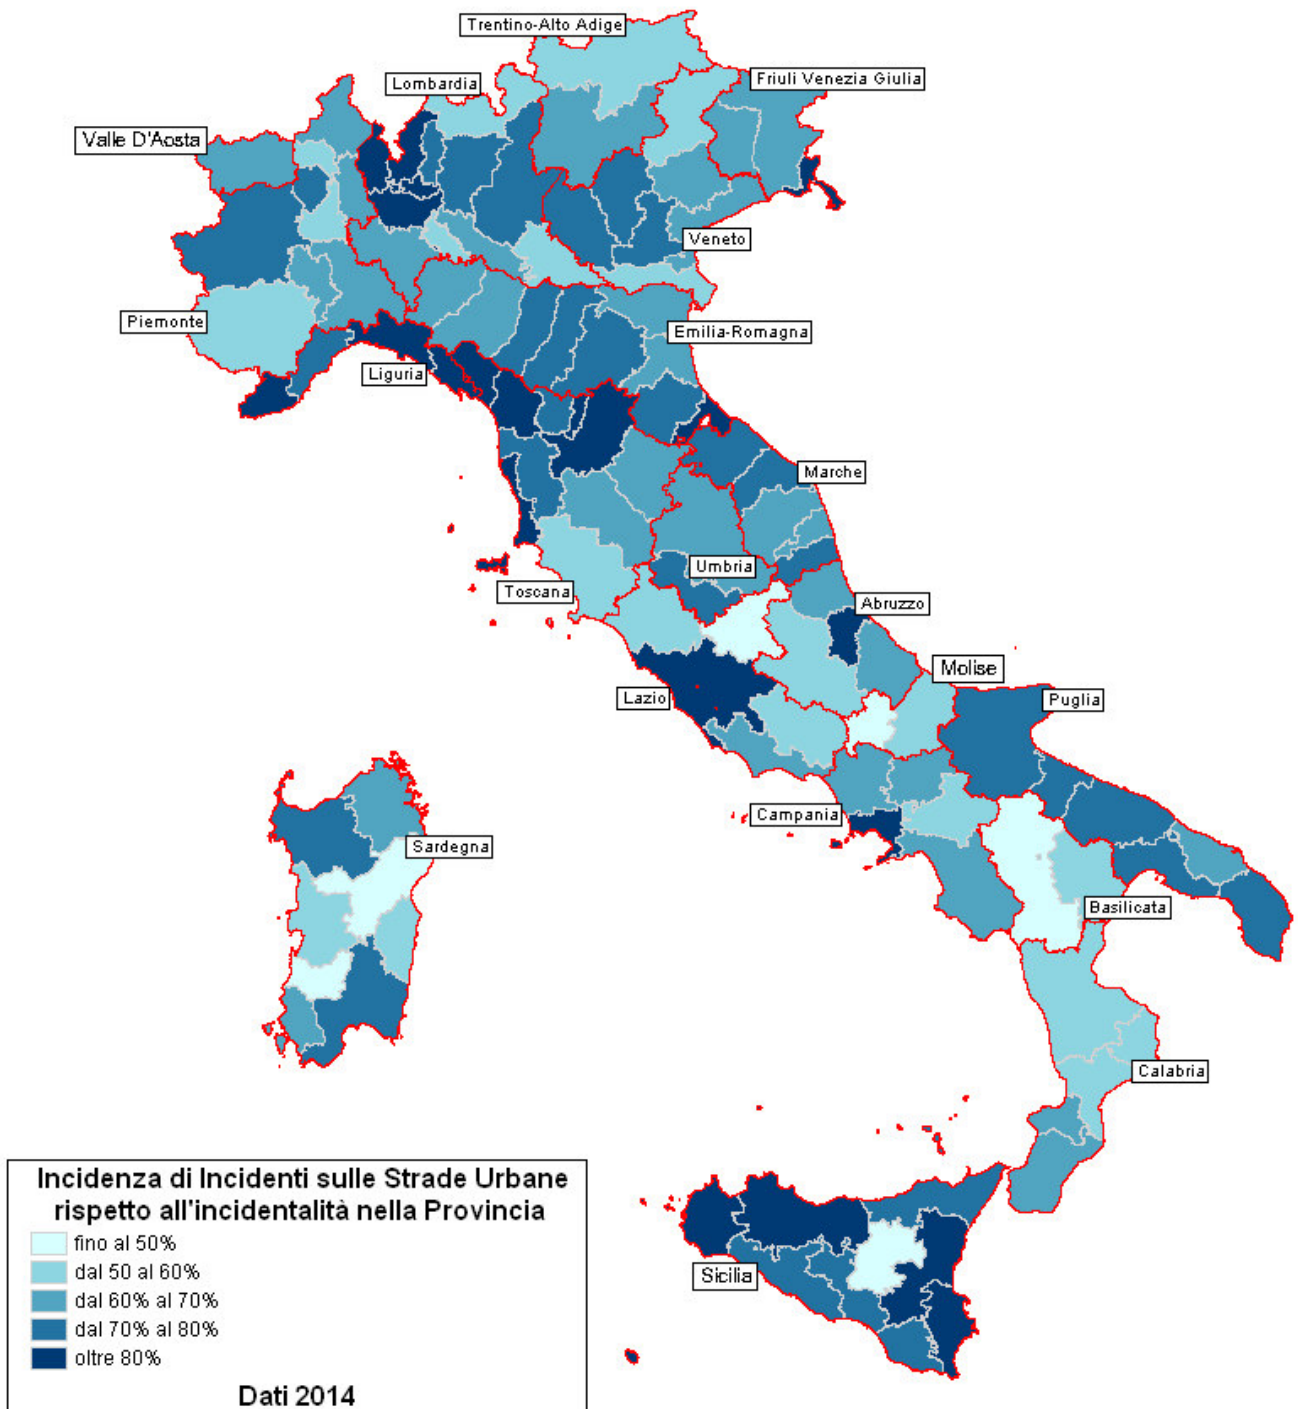 Trentino-Alto Adige
Lombardia
Friuli Venezia Giulia
Valle D'Aosta
Veneto
Piemonte
Emilia-Romagna
Liguria
Marche
Umbria
Toscana
Abruzzo
Molise
Lazio
Puglia
Campania
Sardegna
Basilicata
Calabria
Sicilia
Incidenza di Incidenti sulle Strade Urbane
rispetto all'incidentalità nella Provincia
fino al 50%
dal 50 al 60%
dal 60% al 70%
dal 70% al 80%
oltre 80%
Dati 2014